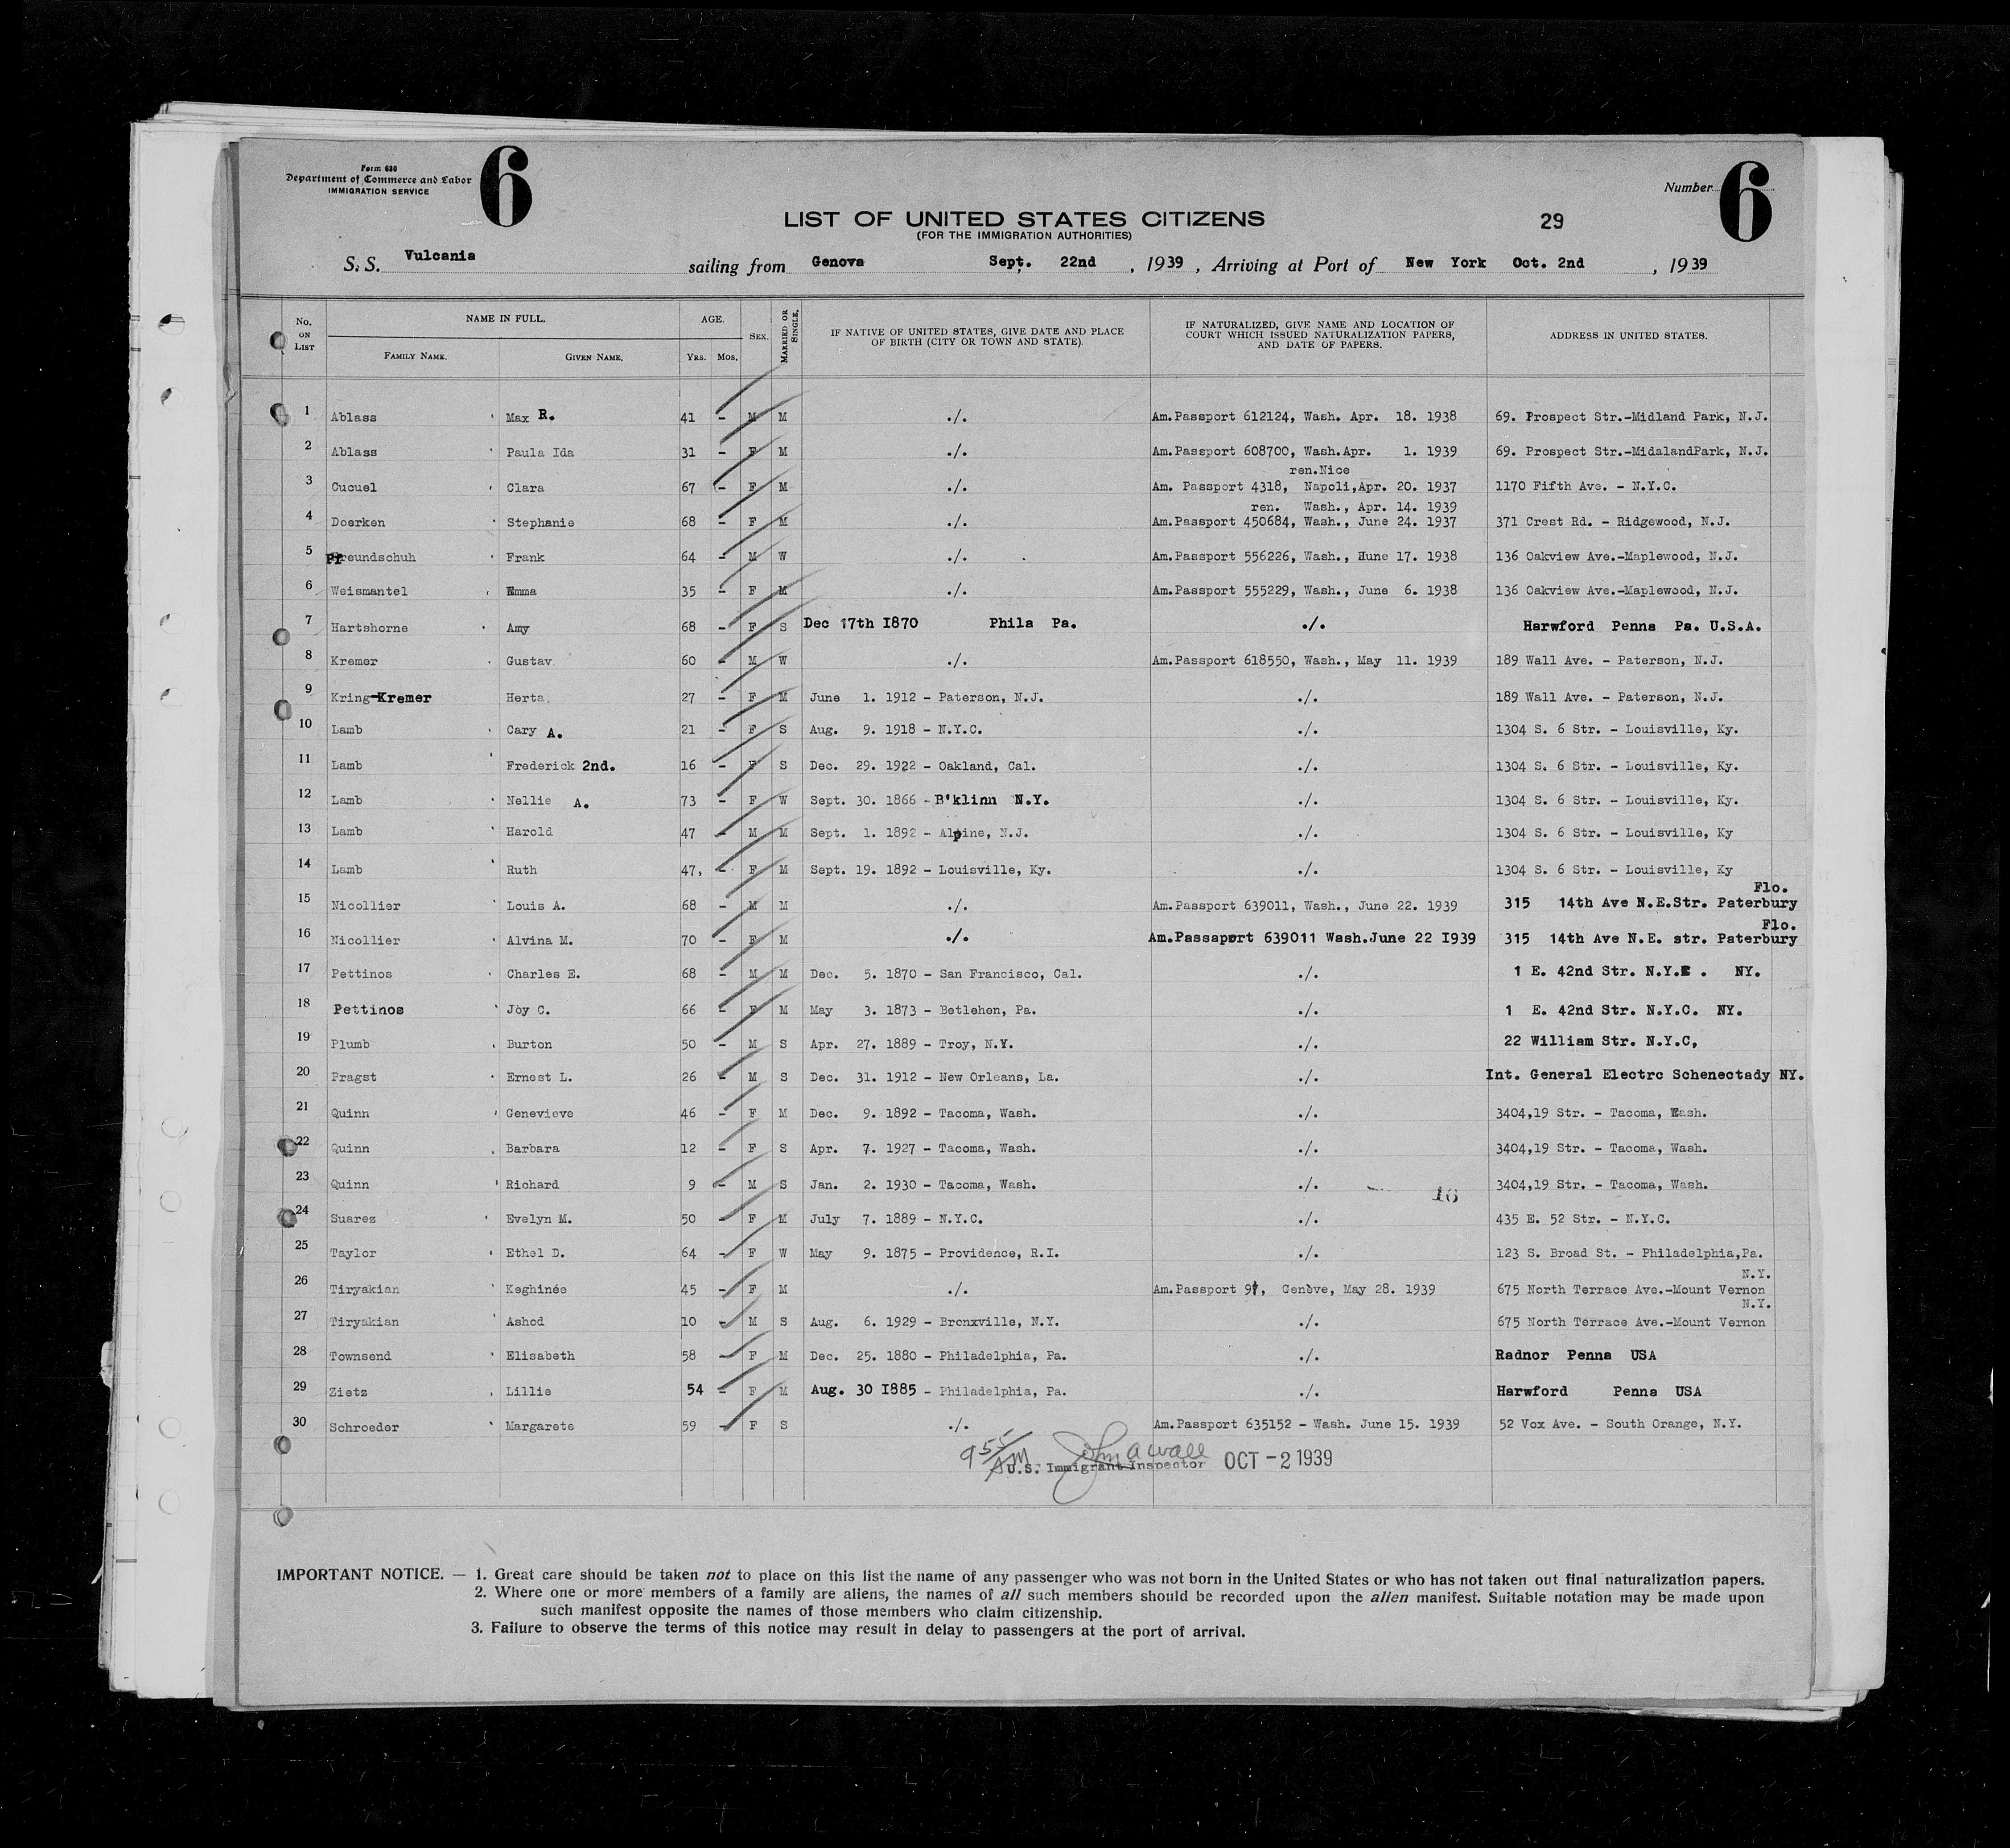 Form 630
Department of Commerce and Labor
IMMIGRATION SERVICE
6
Number 6
LIST OF UNITED STATES CITIZENS
(FOR THE IMMIGRATION AUTHORITIES)
29
S.S. Vulcania sailing from Genova Sept. 22nd, 1939, Arriving at Port of New York Oct. 2nd, 1939
No. ON LIST NAME IN FULL. AGE. SEX. MARRIED OR SINGLE. IF NATIVE OF UNITED STATES, GIVE DATE AND PLACE OF BIRTH (CITY OR TOWN AND STATE). IF NATURALIZED, GIVE NAME AND LOCATION OF COURT WHICH ISSUED NATURALIZATION PAPERS, AND DATE OF PAPERS. ADDRESS IN UNITED STATES.
FAMILY NAME. GIVEN NAME. YRS. MOS.
1 Ablass Max R. 41 - M M ./. Am.Passport 612124, Wash. Apr. 18. 1938 69. Prospect Str.-Midland Park, N.J.
2 Ablass Paula Ida 31 - F M ./. Am.Passport 608700, Wash.Apr. 1. 1939 69. Prospect Str.-MidalandPark, N.J.
ren.Nice
3 Cucuel Clara 67 - F M ./. Am. Passport 4318, Napoli,Apr. 20. 1937 1170 Fifth Ave. - N.Y.C.
ren. Wash., Apr. 14. 1939
4 Doerken Stephanie 68 - F M ./. Am.Passport 450684, Wash., June 24. 1937 371 Crest Rd. - Ridgewood, N.J.
5 Pfreundschuh Frank 64 - M W ./. Am.Passport 556226, Wash., Hune 17. 1938 136 Oakview Ave.-Maplewood, N.J.
6 Weismantel Emma 35 - F M ./. Am.Passport 555229, Wash., June 6. 1938 136 Oakview Ave.-Maplewood, N.J.
7 Hartshorne Amy 68 - F S Dec 17th 1870 Phila Pa. ./. Harwford Penna Pa. U.S.A.
8 Kremer Gustav 60 - M W ./. Am.Passport 618550, Wash., May 11. 1939 189 Wall Ave. - Paterson, N.J.
9 Kring-Kremer Herta 27 - F M June 1. 1912 - Paterson, N.J. ./. 189 Wall Ave. - Paterson, N.J.
10 Lamb Cary A. 21 - F S Aug. 9. 1918 - N.Y.C. ./. 1304 S. 6 Str. - Louisville, Ky.
11 Lamb Frederick 2nd. 16 - F S Dec. 29. 1922 - Oakland, Cal. ./. 1304 S. 6 Str. - Louisville, Ky.
12 Lamb Nellie A. 73 - F W Sept. 30. 1866 - B'klinn N.Y. ./. 1304 S. 6 Str. - Louisville, Ky.
13 Lamb Harold 47 - M M Sept. 1. 1892 - Alpine, N.J. ./. 1304 S. 6 Str. - Louisville, Ky
14 Lamb Ruth 47, - F M Sept. 19. 1892 - Louisville, Ky. ./. 1304 S. 6 Str. - Louisville, Ky
Flo.
15 Nicollier Louis A. 68 - M M ./. Am.Passport 639011, Wash., June 22. 1939 315 14th Ave N.E.Str. Paterbury
Flo.
16 Nicollier Alvina M. 70 - F M ./. Am.Passaport 639011 Wash.June 22 I939 315 14th Ave N.E. str. Paterbury
17 Pettinos Charles E. 68 - M M Dec. 5. 1870 - San Francisco, Cal. ./. 1 E. 42nd Str. N.Y.C . NY.
18 Pettinos Joy C. 66 - F M May 3. 1873 - Betlehen, Pa. ./. 1 E. 42nd Str. N.Y.C. NY.
19 Plumb Burton 50 - M S Apr. 27. 1889 - Troy, N.Y. ./. 22 William Str. N.Y.C,
20 Pragst Ernest L. 26 - M S Dec. 31. 1912 - New Orleans, La. ./. Int. General Electrc Schenectady NY.
21 Quinn Genevieve 46 - F M Dec. 9. 1892 - Tacoma, Wash. ./. 3404,19 Str. - Tacoma, Wash.
22 Quinn Barbara 12 - F S Apr. 7. 1927 - Tacoma, Wash. ./. 3404,19 Str. - Tacoma, Wash.
23 Quinn Richard 9 - M S Jan. 2. 1930 - Tacoma, Wash. ./. 3404,19 Str. - Tacoma, Wash.
16
24 Suarez Evelyn M. 50 - F M July 7. 1889 - N.Y.C. ./. 435 E. 52 Str. - N.Y.C.
25 Taylor Ethel D. 64 - F W May 9. 1875 - Providence, R.I. ./. 123 S. Broad St. - Philadelphia,Pa.
N.Y.
26 Tiryakian Keghinée 45 - F M ./. Am.Passport 91, Genève, May 28. 1939 675 North Terrace Ave.-Mount Vernon
N.Y.
27 Tiryakian Ashod 10 - M S Aug. 6. 1929 - Bronxville, N.Y. ./. 675 North Terrace Ave.-Mount Vernon
28 Townsend Elisabeth 58 - F M Dec. 25. 1880 - Philadelphia, Pa. ./. Radnor Penna USA
29 Zietz Lillie 54 - F M Aug. 30 I885 - Philadelphia, Pa. ./. Harwford Penna USA
30 Schroeder Margarete 59 - F S ./. Am.Passport 635152 - Wash. June 15. 1939 52 Vox Ave. - South Orange, N.Y.
9 55 AM John A Wall
U.S. Immigrant Inspector OCT -2 1939
IMPORTANT NOTICE. — 1. Great care should be taken not to place on this list the name of any passenger who was not born in the United States or who has not taken out final naturalization papers.
2. Where one or more members of a family are aliens, the names of all such members should be recorded upon the alien manifest. Suitable notation may be made upon
such manifest opposite the names of those members who claim citizenship.
3. Failure to observe the terms of this notice may result in delay to passengers at the port of arrival.